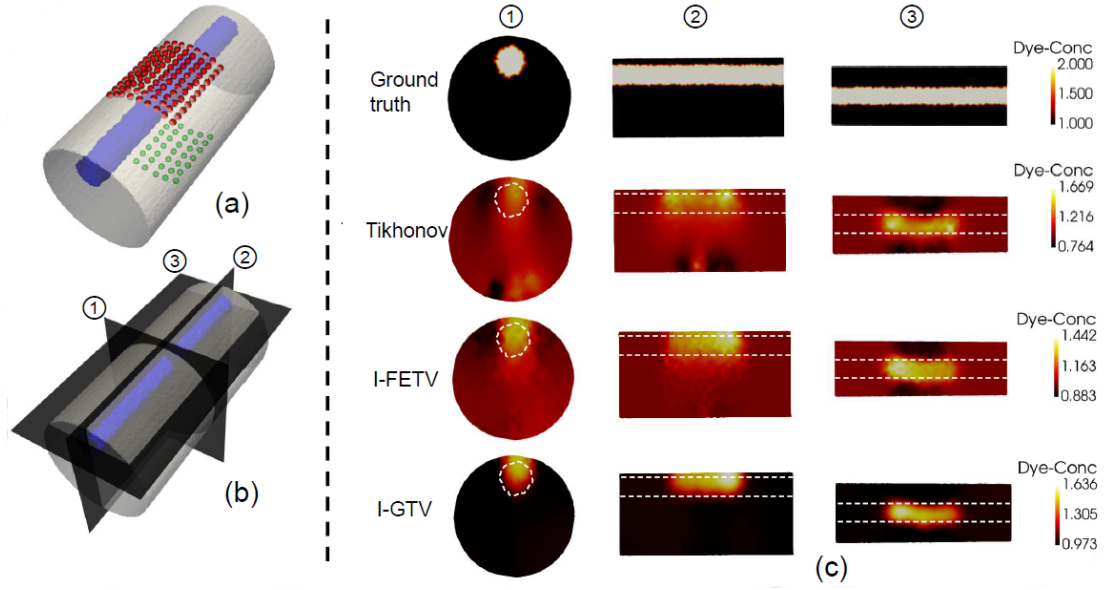 ① ② ③
Ground truth
Dye-Conc
2.000
1.500
1.000
(a)
Tikhonov
Dye-Conc
1.669
1.216
0.764
③ ②
①
(b)
I-FETV
Dye-Conc
1.442
1.163
0.883
I-GTV
Dye-Conc
1.636
1.305
0.973
(c)